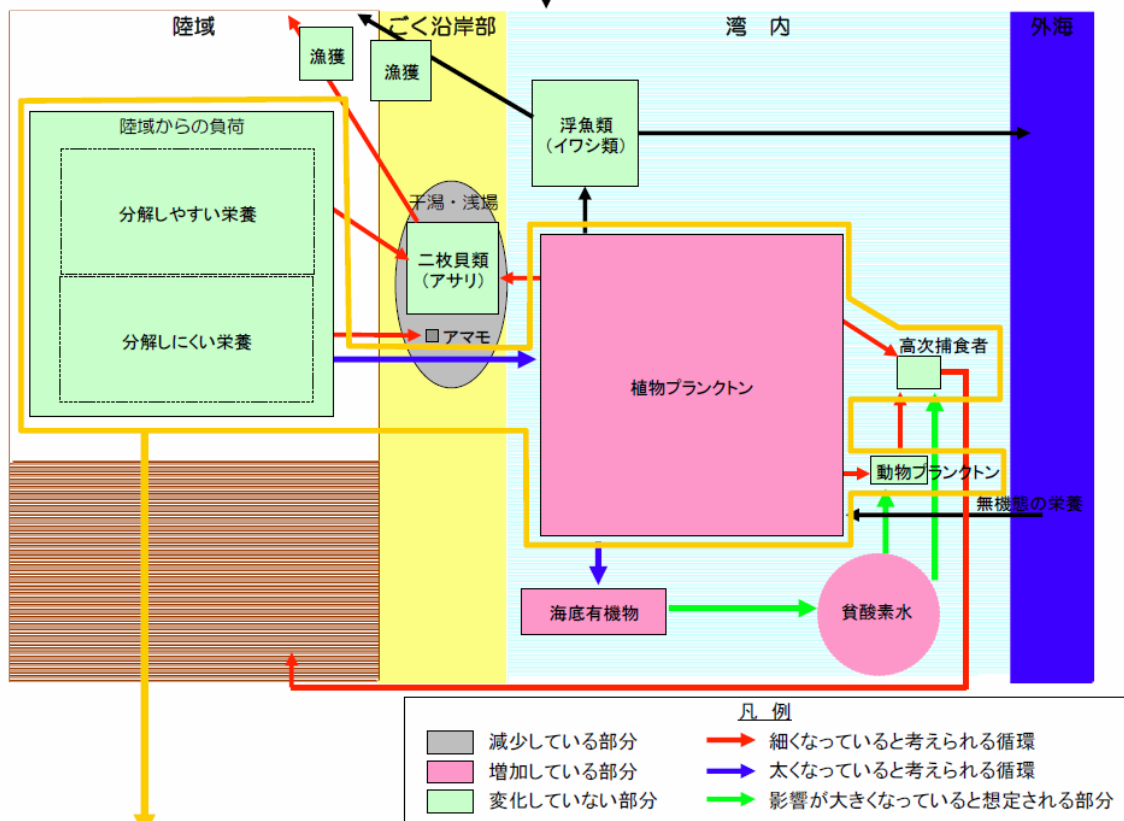 陸域
ごく沿岸部
湾 内
外海
漁獲
漁獲
浮魚類
(イワシ類)
陸域からの負荷
分解しやすい栄養
分解しにくい栄養
干潟・浅場
二枚貝類
(アサリ)
アマモ
植物プランクトン
高次捕食者
動物プランクトン
無機態の栄養
海底有機物
貧酸素水
凡 例
減少している部分
細くなっていると考えられる循環
増加している部分
太くなっていると考えられる循環
変化していない部分
影響が大きくなっていると想定される部分